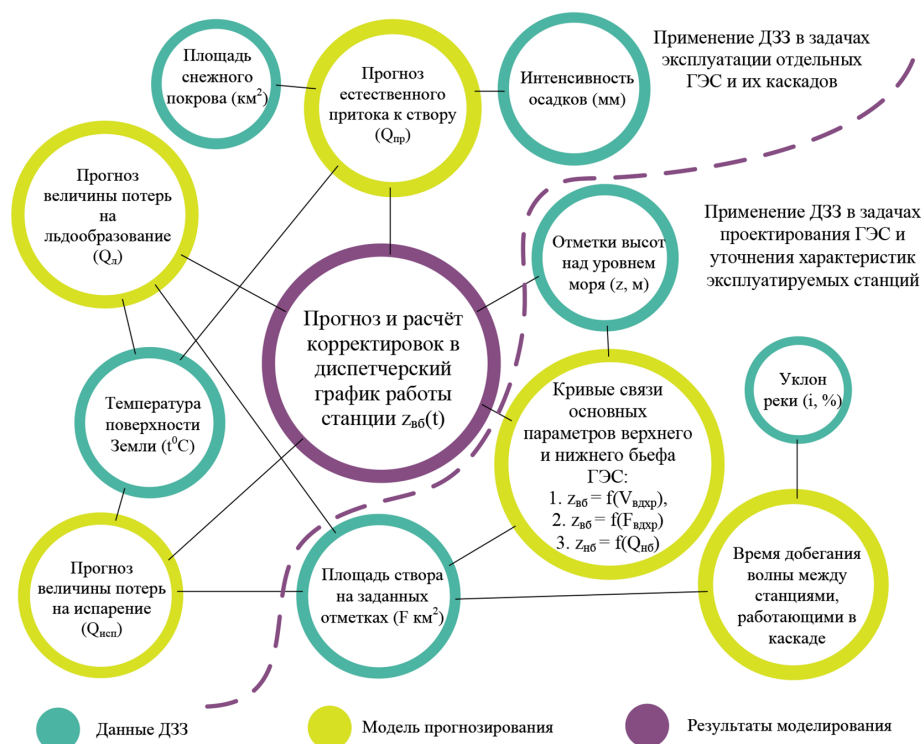 Площадь
снежного
покрова (км²)
Прогноз
естественного
притока к створу
(Qпр)
Интенсивность
осадков (мм)
Применение ДЗЗ в задачах
эксплуатации отдельных
ГЭС и их каскадов
Прогноз
величины потерь
на
льдообразование
(Qл)
Отметки высот
над уровнем
моря (z, м)
Применение ДЗЗ в задачах
проектирования ГЭС и
уточнения характеристик
эксплуатируемых станций
Прогноз и расчёт
корректировок в
диспетчерский
график работы
станции zвб(t)
Температура
поверхности
Земли (t⁰C)
Кривые связи
основных
параметров верхнего
и нижнего бьефа
ГЭС:
1. zвб = f(Vвдхр),
2. zвб = f(Fвдхр)
3. zнб = f(Qнб)
Уклон
реки (i, %)
Прогноз
величины потерь
на испарение
(Qисп)
Площадь створа
на заданных
отметках (F км²)
Время добегания
волны между
станциями,
работающими в
каскаде
Данные ДЗЗ
Модель прогнозирования
Результаты моделирования